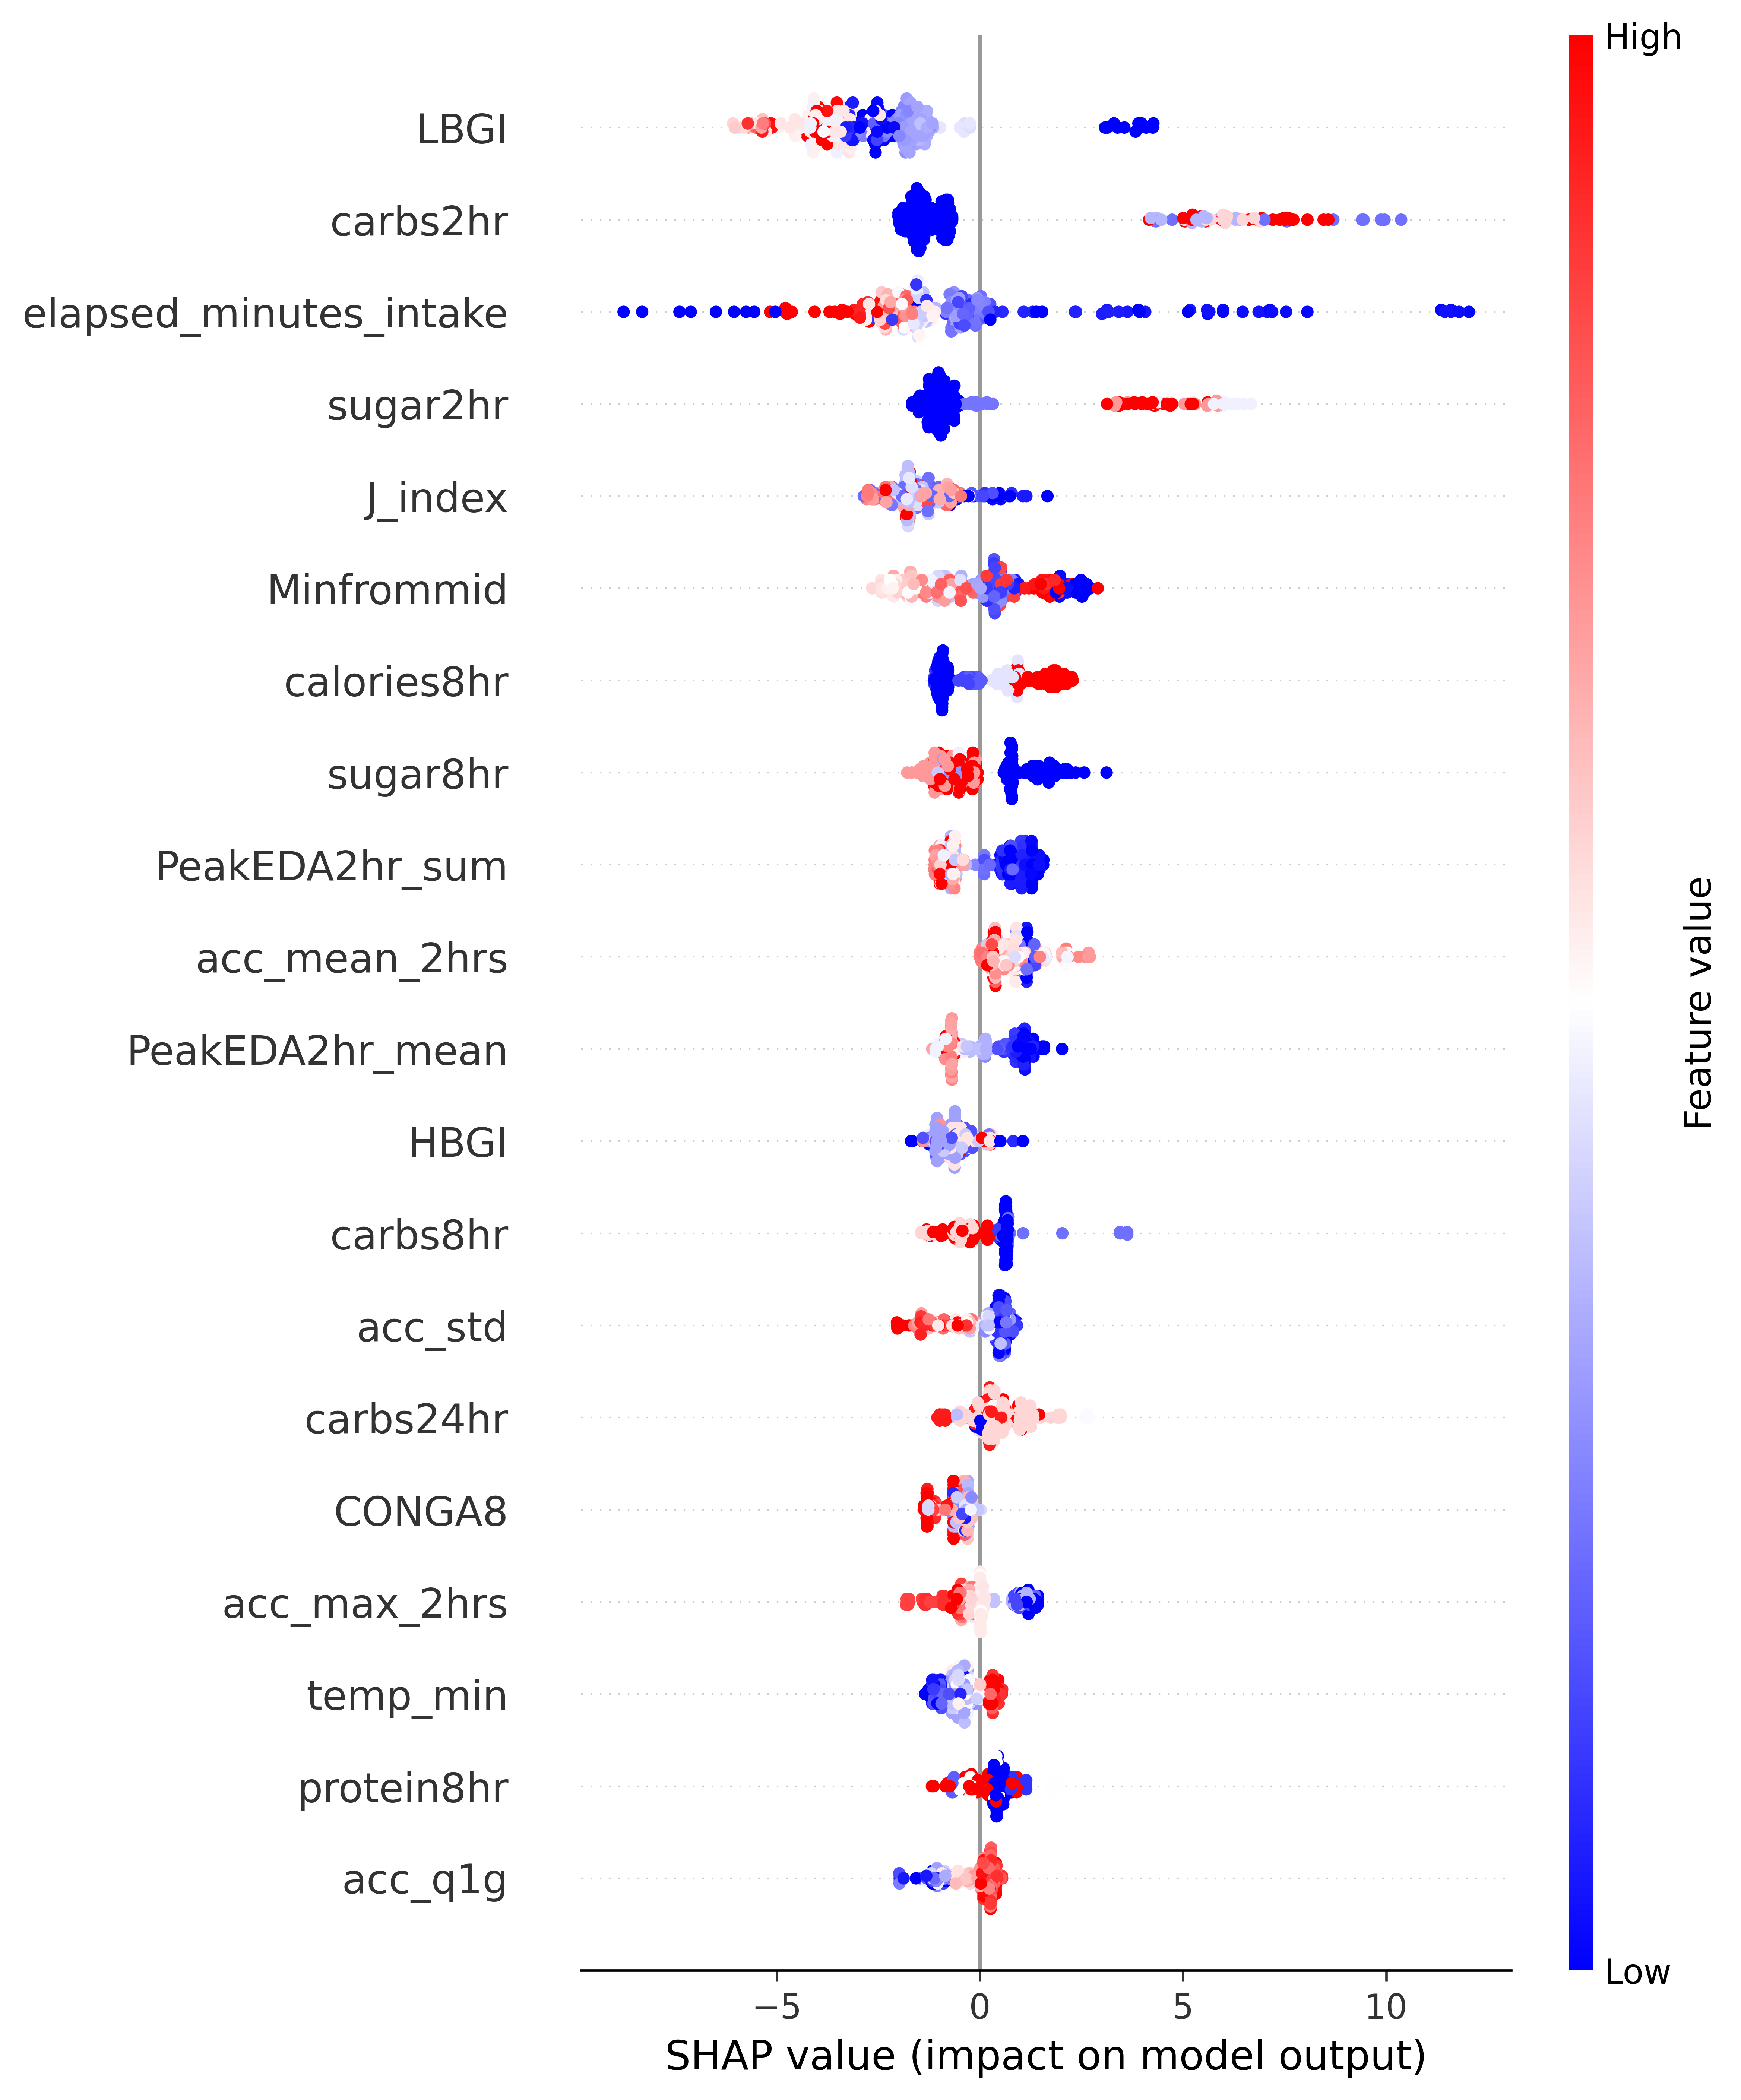 High
LBGI
carbs2hr
elapsed_minutes_intake
sugar2hr
J_index
Minfrommid
calories8hr
sugar8hr
PeakEDA2hr_sum
acc_mean_2hrs
PeakEDA2hr_mean
HBGI
carbs8hr
acc_std
carbs24hr
CONGA8
acc_max_2hrs
temp_min
protein8hr
acc_q1g
Feature value
Low
−5 0 5 10
SHAP value (impact on model output)